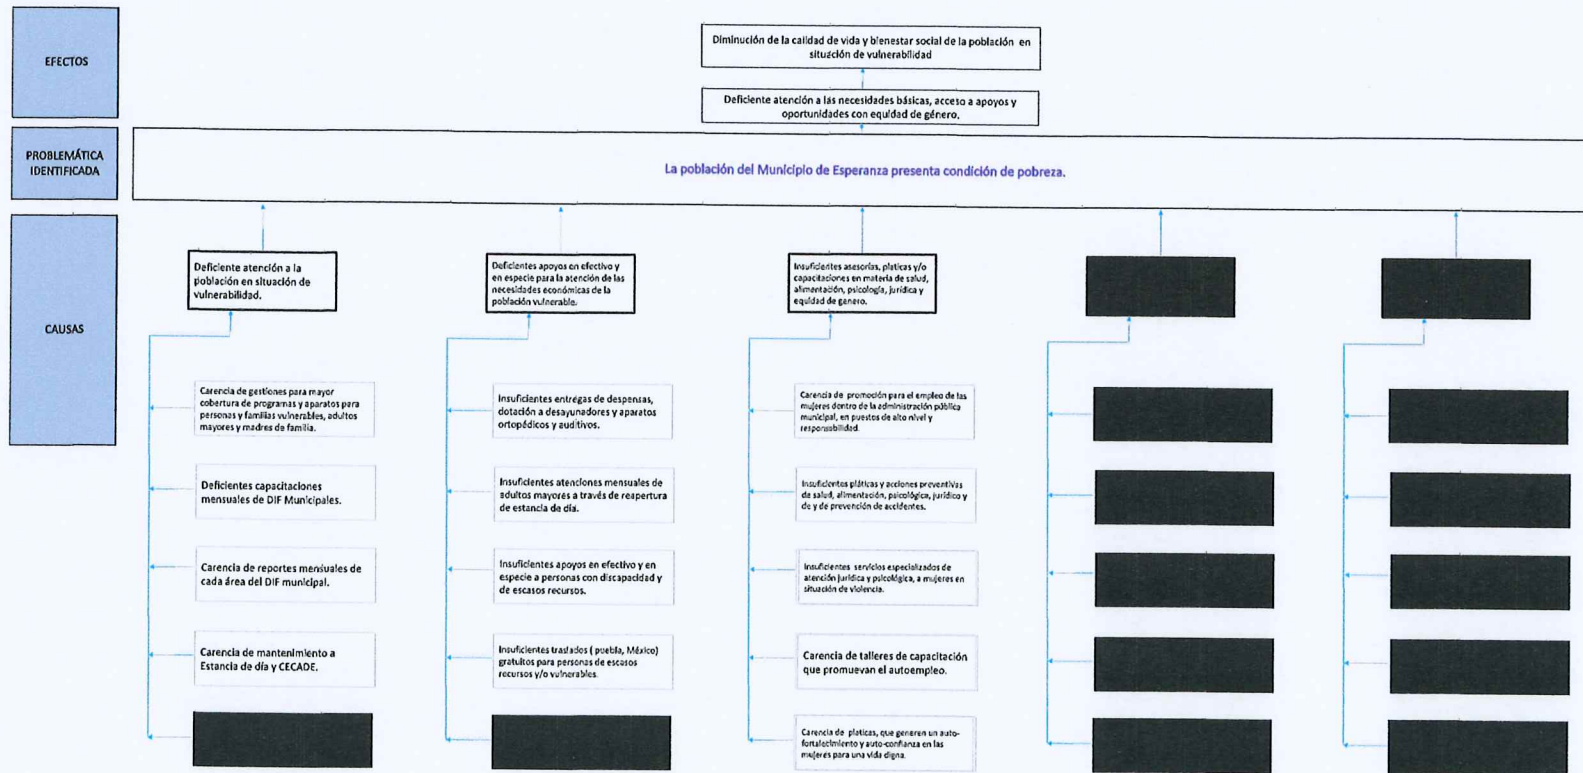 EFECTOS
Diminución de la calidad de vida y bienestar social de la población en
situación de vulnerabilidad
Deficiente atención a las necesidades básicas, acceso a apoyos y
oportunidades con equidad de género.
PROBLEMÁTICA
IDENTIFICADA
La población del Municipio de Esperanza presenta condición de pobreza.
CAUSAS
Deficiente atención a la
población en situación de
vulnerabilidad.
Carencia de gestiones para mayor
cobertura de programas y aparatos para
personas y familias vulnerables, adultos
mayores y madres de familia.
Deficientes capacitaciones
mensuales de DIF Municipales.
Carencia de reportes mensuales de
cada área del DIF municipal.
Carencia de mantenimiento a
Estancia de día y CECADE.
Deficientes apoyos en efectivo y
en especie para la atención de las
necesidades económicas de la
población vulnerable.
Insuficientes entregas de despensas,
dotación a desayunadores y aparatos
ortopédicos y auditivos.
Insuficientes atenciones mensuales de
adultos mayores a través de reapertura
de estancia de día.
Insuficientes apoyos en efectivo y en
especie a personas con discapacidad y
de escasos recursos.
Insuficientes traslados ( puebla, México)
gratuitos para personas de escasos
recursos y/o vulnerables.
Insuficientes asesorías, platicas y/o
capacitaciones en materia de salud,
alimentación, psicología, jurídica y
equidad de genero.
Carencia de promoción para el empleo de las
mujeres dentro de la administración pública
municipal, en puestos de alto nivel y
responsabilidad.
Insuficientes pláticas y acciones preventivas
de salud, alimentación, psicológica, jurídico y
de y de prevención de accidentes.
Insuficientes servicios especializados de
atención jurídica y psicológica, a mujeres en
situación de violencia.
Carencia de talleres de capacitación
que promuevan el autoempleo.
Carencia de platicas, que generen un auto-
fortalecimiento y auto-confianza en las
mujeres para una vida digna.